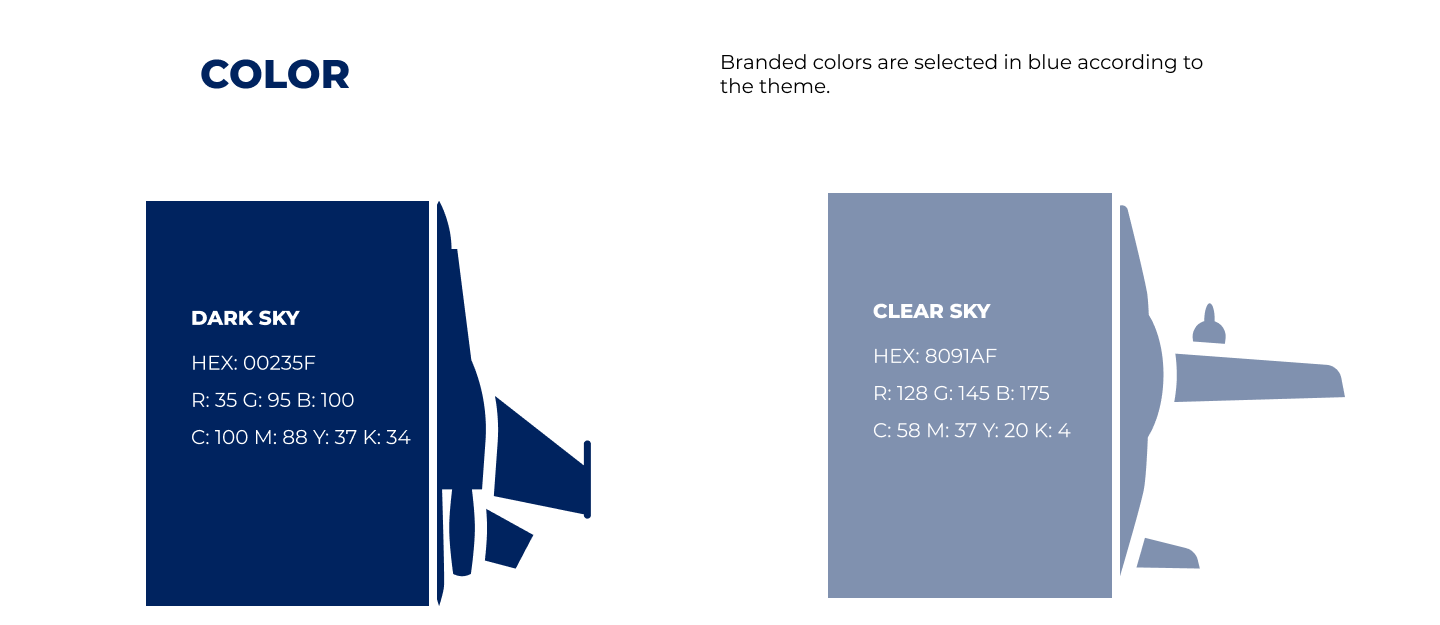 COLOR
Branded colors are selected in blue according to
the theme.
DARK SKY
HEX: 00235F
R: 35 G: 95 B: 100
C: 100 M: 88 Y: 37 K: 34
CLEAR SKY
HEX: 8091AF
R: 128 G: 145 B: 175
C: 58 M: 37 Y: 20 K: 4